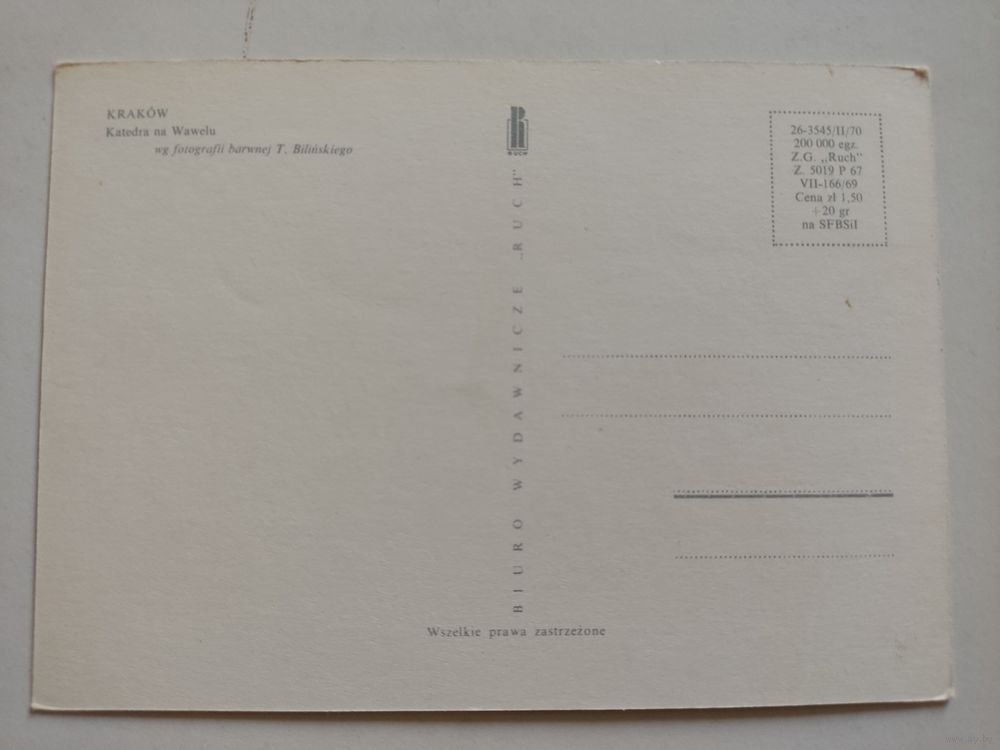 KRAKÓW
Katedra na Wawelu
wg fotografii barwnej T. Bilińskiego
RUCH
BIURO WYDAWNICZE „RUCH"
26-3545/II/70
200 000 egz.
Z.G. „Ruch"
Z. 5019 P 67
VII-166/69
Cena zł 1,50
+20 gr
na SFBSiI
Wszelkie prawa zastrzeżone